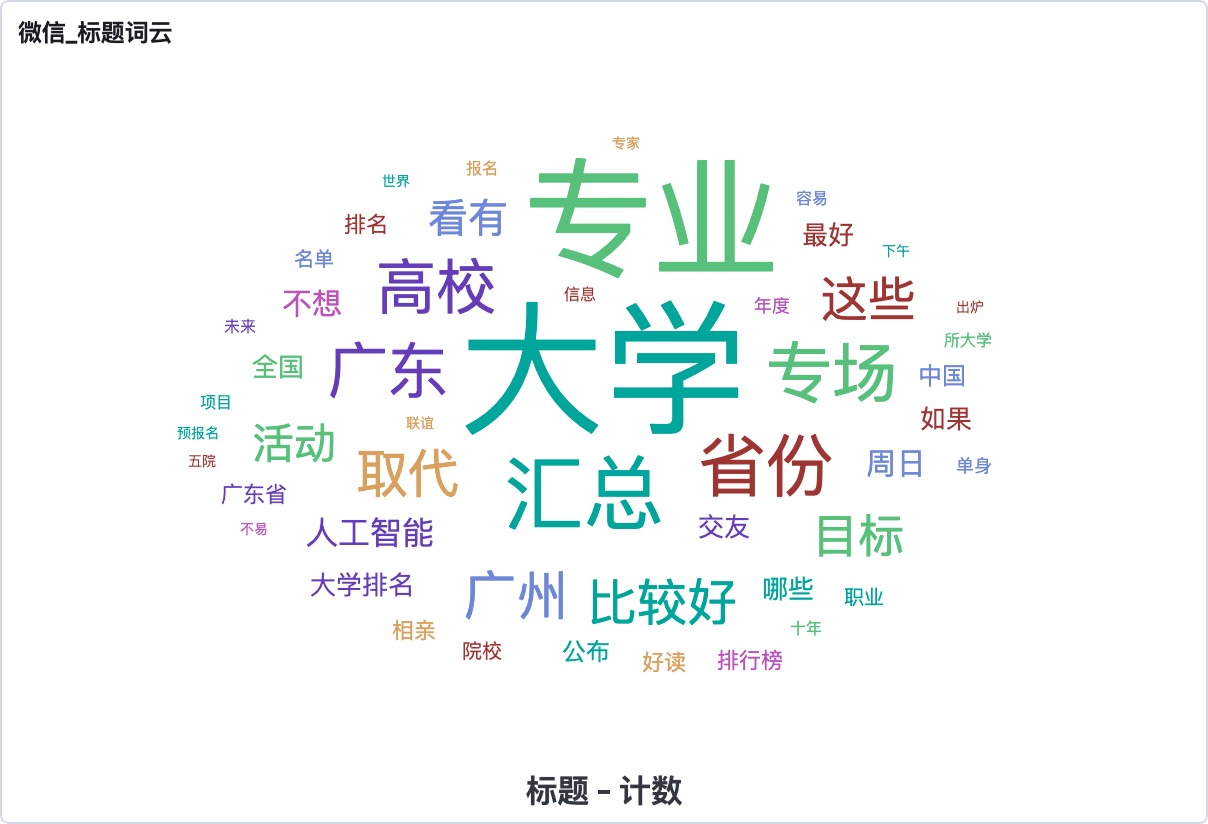 微信_标题词云
专家
报名
世界
专业
容易
看有
排名
最好
下午
名单
高校
信息
不想
年度
这些
出炉
未来
大学
所大学
全国
广东
专场
中国
项目
联谊
如果
预报名
活动
五院
取代
省份
周日
单身
广东省
汇总
不易
人工智能
交友
目标
大学排名
广州
比较好
哪些
职业
相亲
十年
院校
公布
好读
排行榜
标题 – 计数